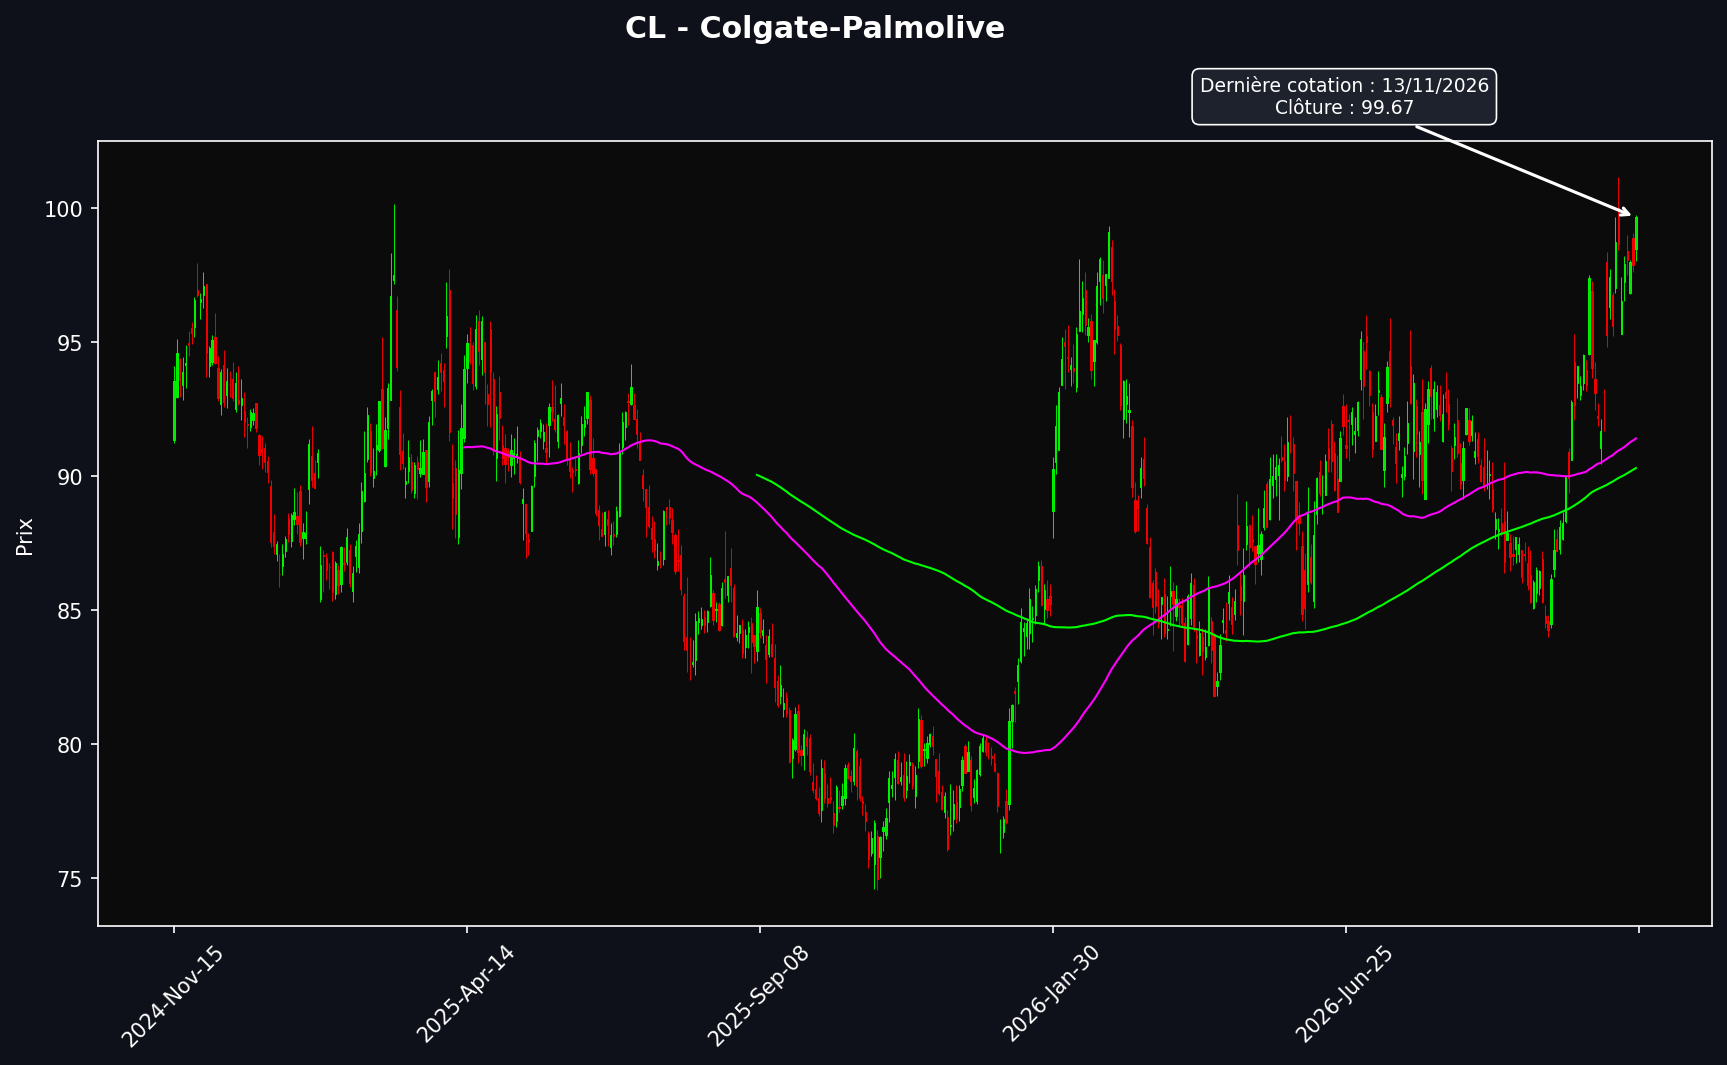 CL - Colgate-Palmolive
Dernière cotation : 13/11/2026
Clôture : 99.67
Prix
100
95
90
85
80
75
2024-Nov-15
2025-Apr-14
2025-Sep-08
2026-Jan-30
2026-Jun-25